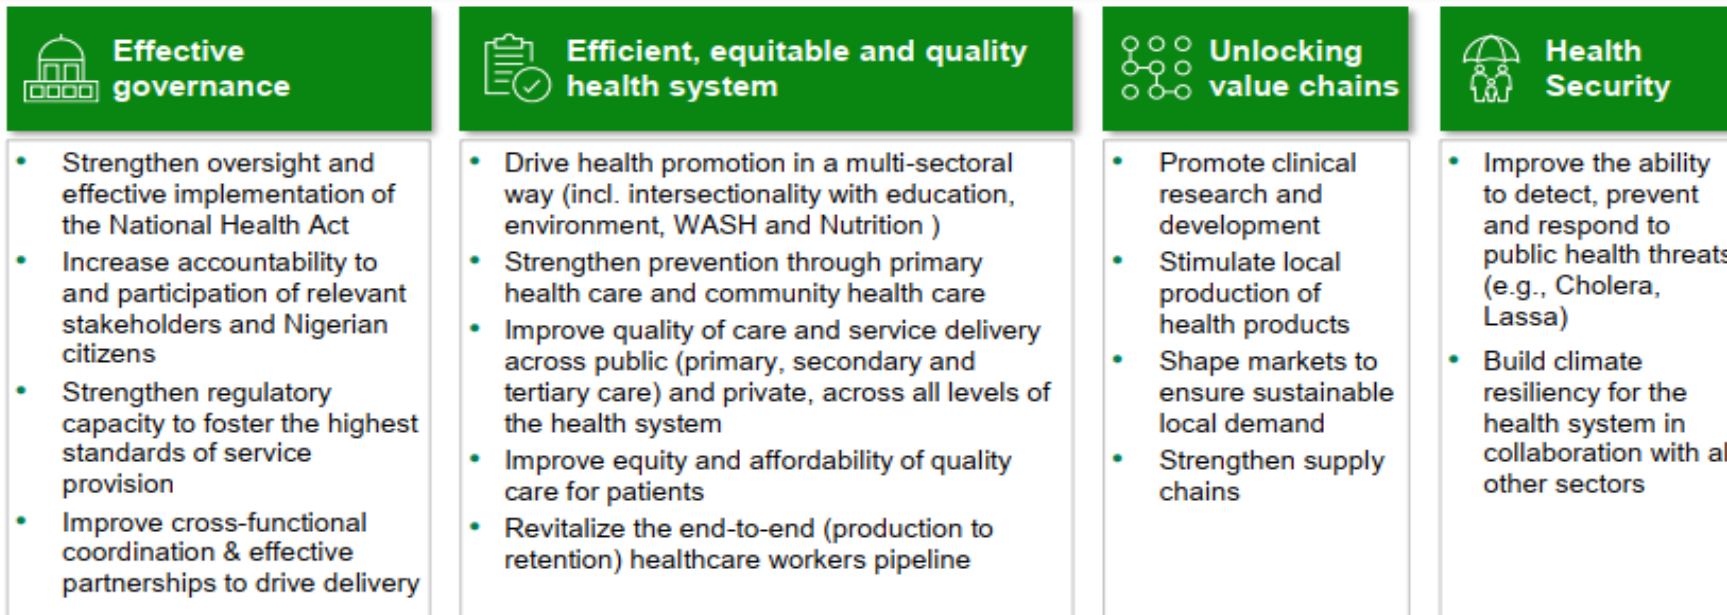 Effective
governance
• Strengthen oversight and
effective implementation of
the National Health Act
• Increase accountability to
and participation of relevant
stakeholders and Nigerian
citizens
• Strengthen regulatory
capacity to foster the highest
standards of service
provision
• Improve cross-functional
coordination & effective
partnerships to drive delivery
Efficient, equitable and quality
health system
• Drive health promotion in a multi-sectoral
way (incl. intersectionality with education,
environment, WASH and Nutrition )
• Strengthen prevention through primary
health care and community health care
• Improve quality of care and service delivery
across public (primary, secondary and
tertiary care) and private, across all levels of
the health system
• Improve equity and affordability of quality
care for patients
• Revitalize the end-to-end (production to
retention) healthcare workers pipeline
Unlocking
value chains
• Promote clinical
research and
development
• Stimulate local
production of
health products
• Shape markets to
ensure sustainable
local demand
• Strengthen supply
chains
Health
Security
• Improve the ability
to detect, prevent
and respond to
public health threats
(e.g., Cholera,
Lassa)
• Build climate
resiliency for the
health system in
collaboration with al
other sectors